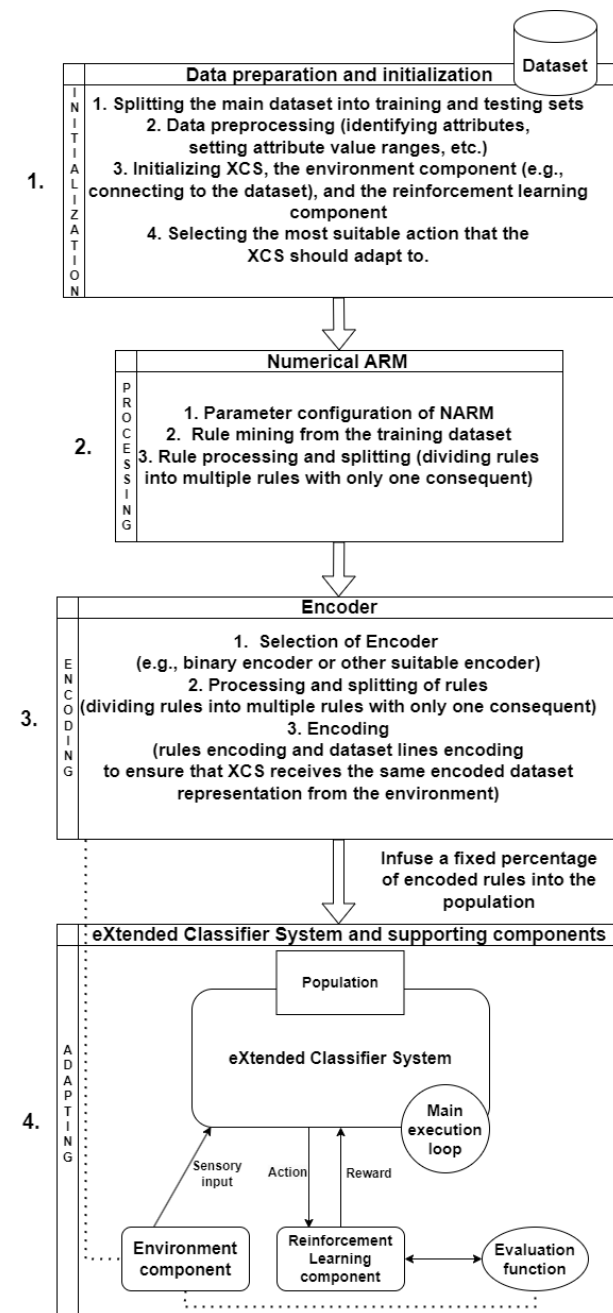 Dataset
Data preparation and initialization
1.
INITIALIZATION
1. Splitting the main dataset into training and testing sets
2. Data preprocessing (identifying attributes,
setting attribute value ranges, etc.)
3. Initializing XCS, the environment component (e.g.,
connecting to the dataset), and the reinforcement learning
component
4. Selecting the most suitable action that the
XCS should adapt to.
Numerical ARM
2.
PROCESSING
1. Parameter configuration of NARM
2. Rule mining from the training dataset
3. Rule processing and splitting (dividing rules
into multiple rules with only one consequent)
Encoder
3.
ENCODING
1. Selection of Encoder
(e.g., binary encoder or other suitable encoder)
2. Processing and splitting of rules
(dividing rules into multiple rules with only one consequent)
3. Encoding
(rules encoding and dataset lines encoding
to ensure that XCS receives the same encoded dataset
representation from the environment)
Infuse a fixed percentage
of encoded rules into the
population
eXtended Classifier System and supporting components
4.
ADAPTING
Population
eXtended Classifier System
Main
execution
loop
Sensory
input
Action
Reward
Environment
component
Reinforcement
Learning
component
Evaluation
function